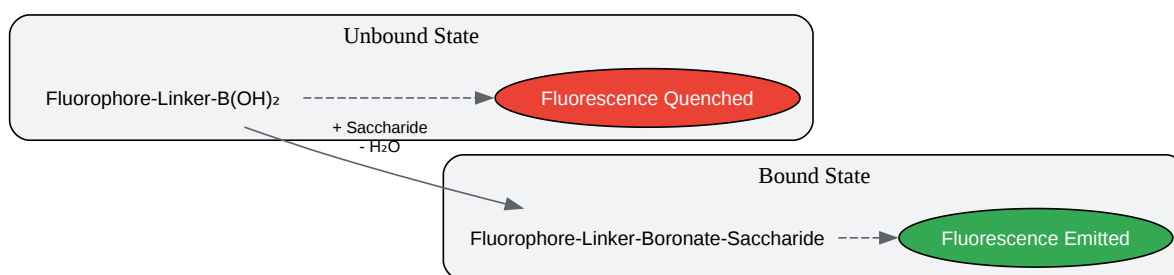 Unbound State
Fluorophore-Linker-B(OH)₂
Fluorescence Quenched
+ Saccharide
- H₂O
Bound State
Fluorophore-Linker-Boronate-Saccharide
Fluorescence Emitted